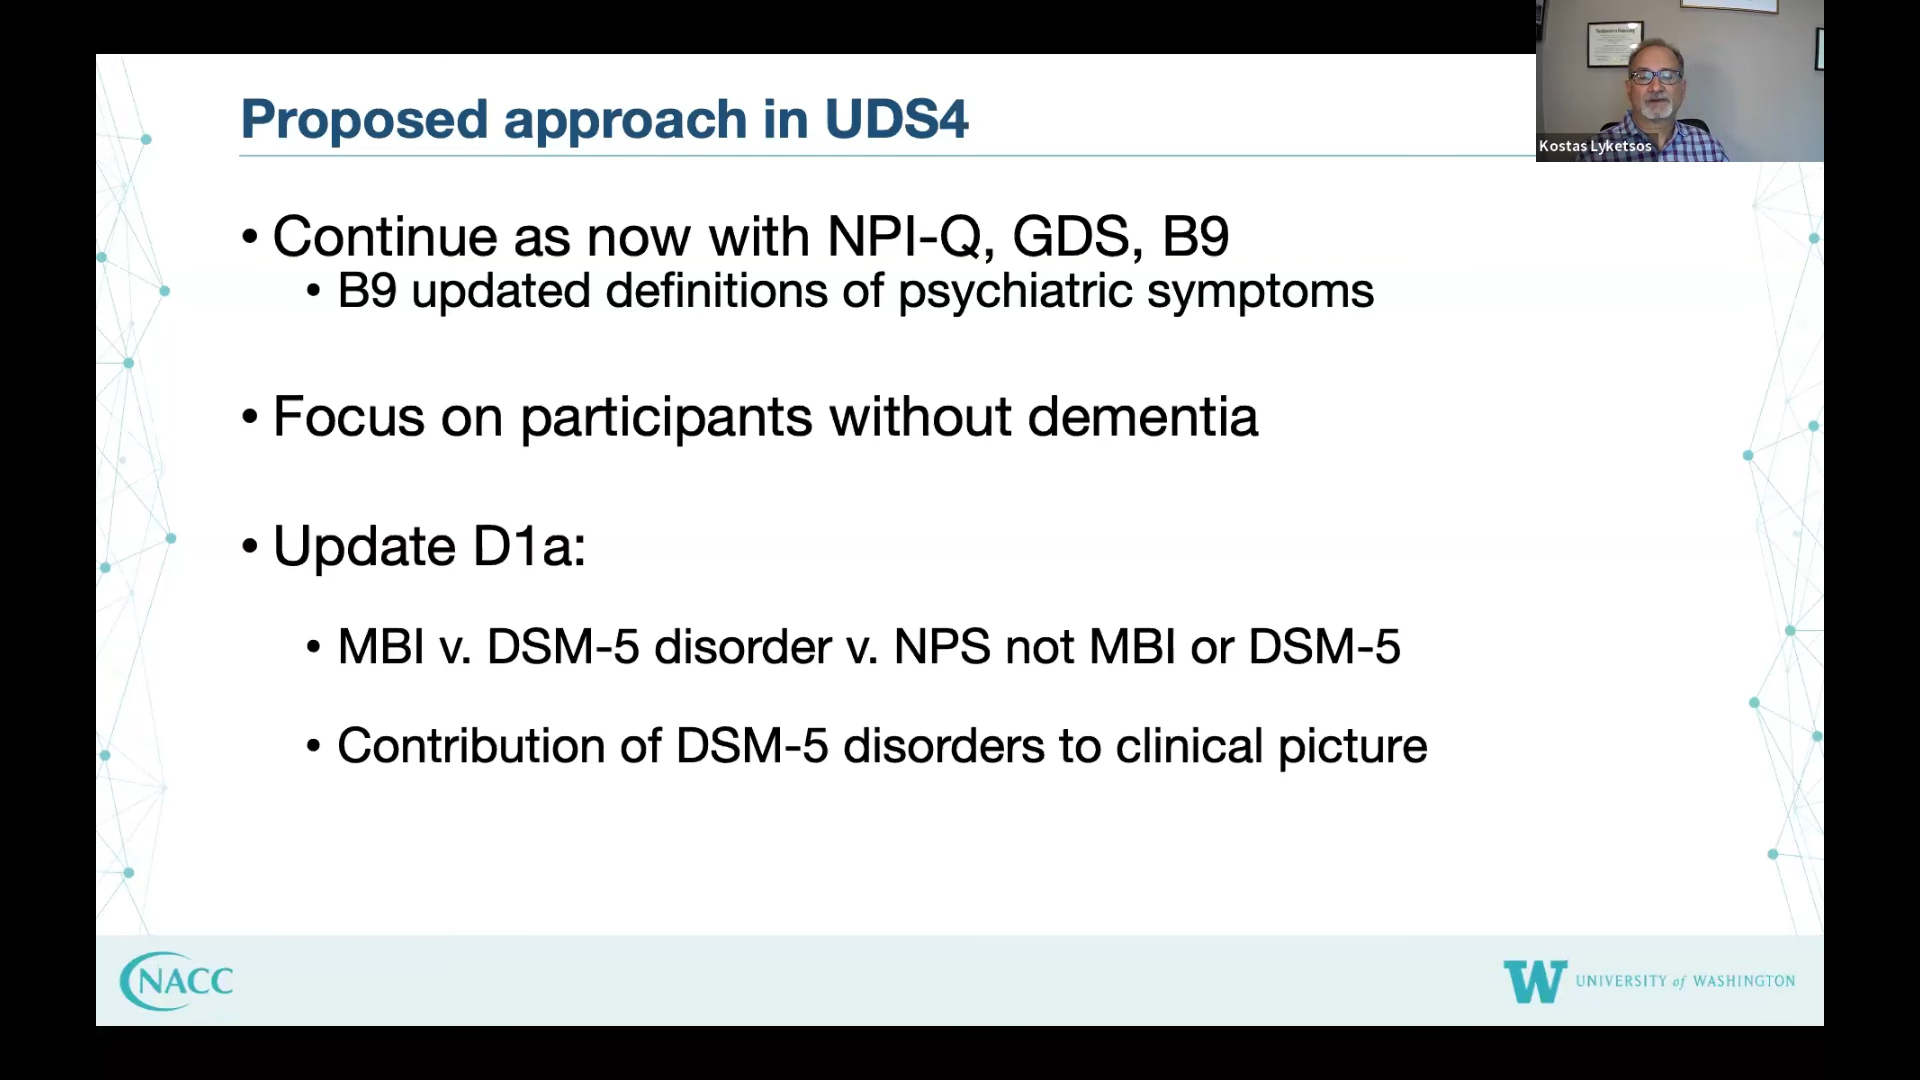 Proposed approach in UDS4
Kostas Lyketsos
• Continue as now with NPI-Q, GDS, B9
• B9 updated definitions of psychiatric symptoms
• Focus on participants without dementia
• Update D1a:
• MBI v. DSM-5 disorder v. NPS not MBI or DSM-5
• Contribution of DSM-5 disorders to clinical picture
NACC
W UNIVERSITY of WASHINGTON